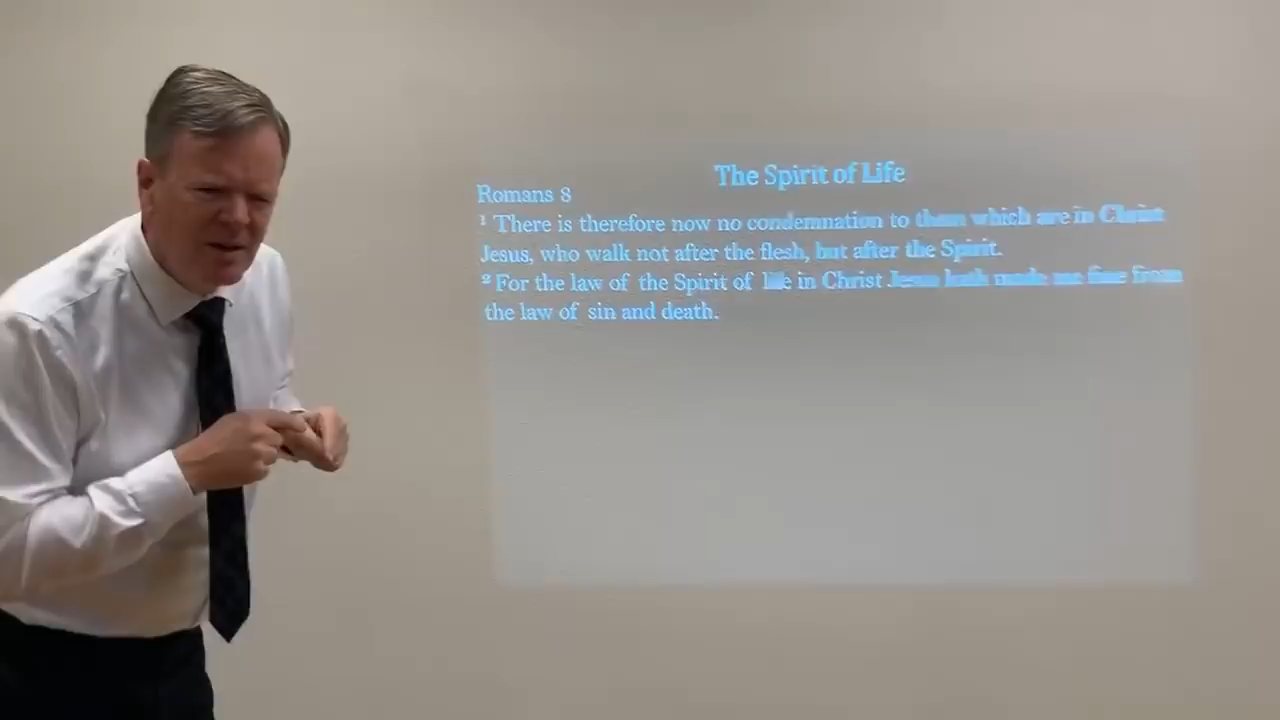 The Spirit of Life
Romans 8
¹ There is therefore now no condemnation to them which are in Christ
Jesus, who walk not after the flesh, but after the Spirit.
² For the law of the Spirit of life in Christ Jesus hath made me free from
the law of sin and death.